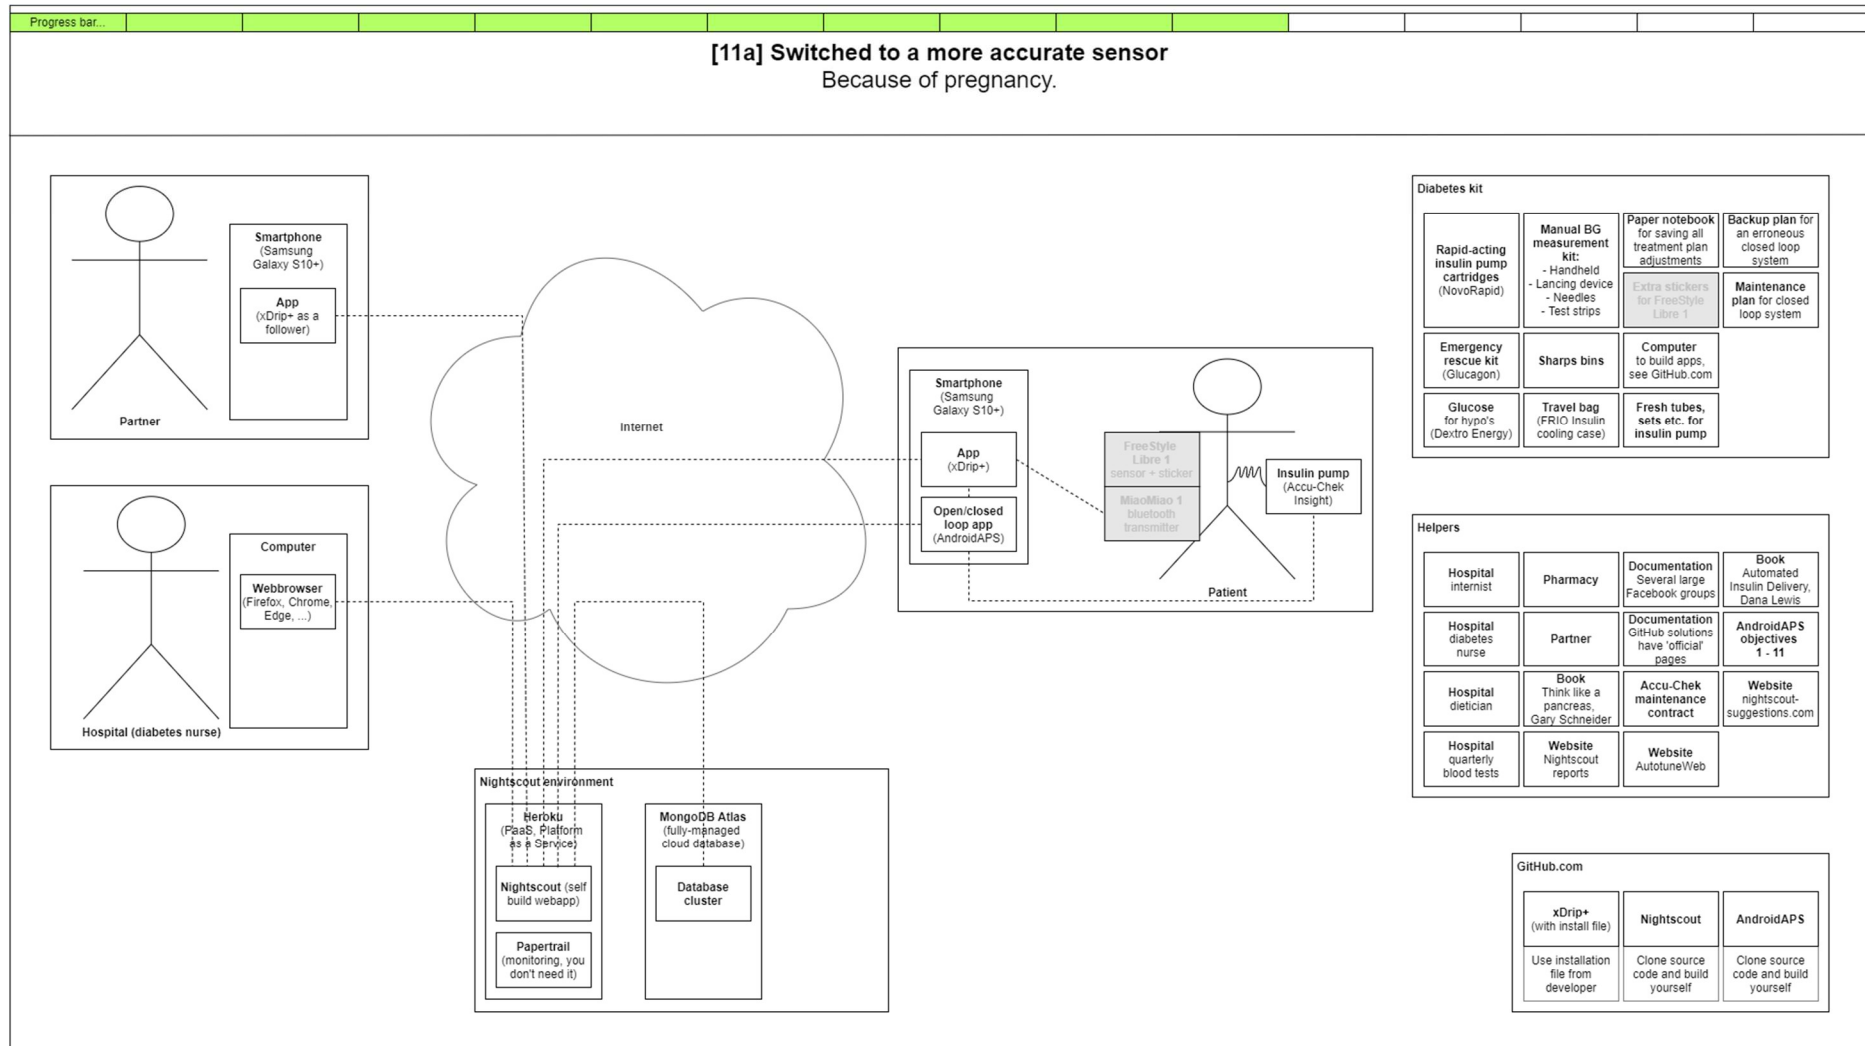 Progress bar...
[11a] Switched to a more accurate sensor
Because of pregnancy.
Smartphone
(Samsung
Galaxy S10+)
App
(xDrip+ as a
follower)
Partner
Computer
Webbrowser
(Firefox, Chrome,
Edge, ...)
Hospital (diabetes nurse)
Internet
Smartphone
(Samsung
Galaxy S10+)
App
(xDrip+)
Open/closed
loop app
(AndroidAPS)
FreeStyle
Libre 1
sensor + sticker
MiaoMiao 1
bluetooth
transmitter
Insulin pump
(Accu-Chek
Insight)
Patient
Nightscout environment
Heroku
(PaaS, Platform
as a Service)
Nightscout (self
build webapp)
Papertrail
(monitoring, you
don't need it)
MongoDB Atlas
(fully-managed
cloud database)
Database
cluster
Diabetes kit
Rapid-acting
insulin pump
cartridges
(NovoRapid)
Manual BG
measurement
kit:
- Handheld
- Lancing device
- Needles
- Test strips
Paper notebook
for saving all
treatment plan
adjustments
Backup plan for
an erroneous
closed loop
system
Extra stickers
for FreeStyle
Libre 1
Maintenance
plan for closed
loop system
Emergency
rescue kit
(Glucagon)
Sharps bins
Computer
to build apps,
see GitHub.com
Glucose
for hypo's
(Dextro Energy)
Travel bag
(FRIO Insulin
cooling case)
Fresh tubes,
sets etc. for
insulin pump
Helpers
Hospital
internist
Pharmacy
Documentation
Several large
Facebook groups
Book
Automated
Insulin Delivery,
Dana Lewis
Hospital
diabetes
nurse
Partner
Documentation
GitHub solutions
have 'official'
pages
AndroidAPS
objectives
1 - 11
Hospital
dietician
Book
Think like a
pancreas,
Gary Schneider
Accu-Chek
maintenance
contract
Website
nightscout-
suggestions.com
Hospital
quarterly
blood tests
Website
Nightscout
reports
Website
AutotuneWeb
GitHub.com
xDrip+
(with install file)
Nightscout
AndroidAPS
Use installation
file from
developer
Clone source
code and build
yourself
Clone source
code and build
yourself